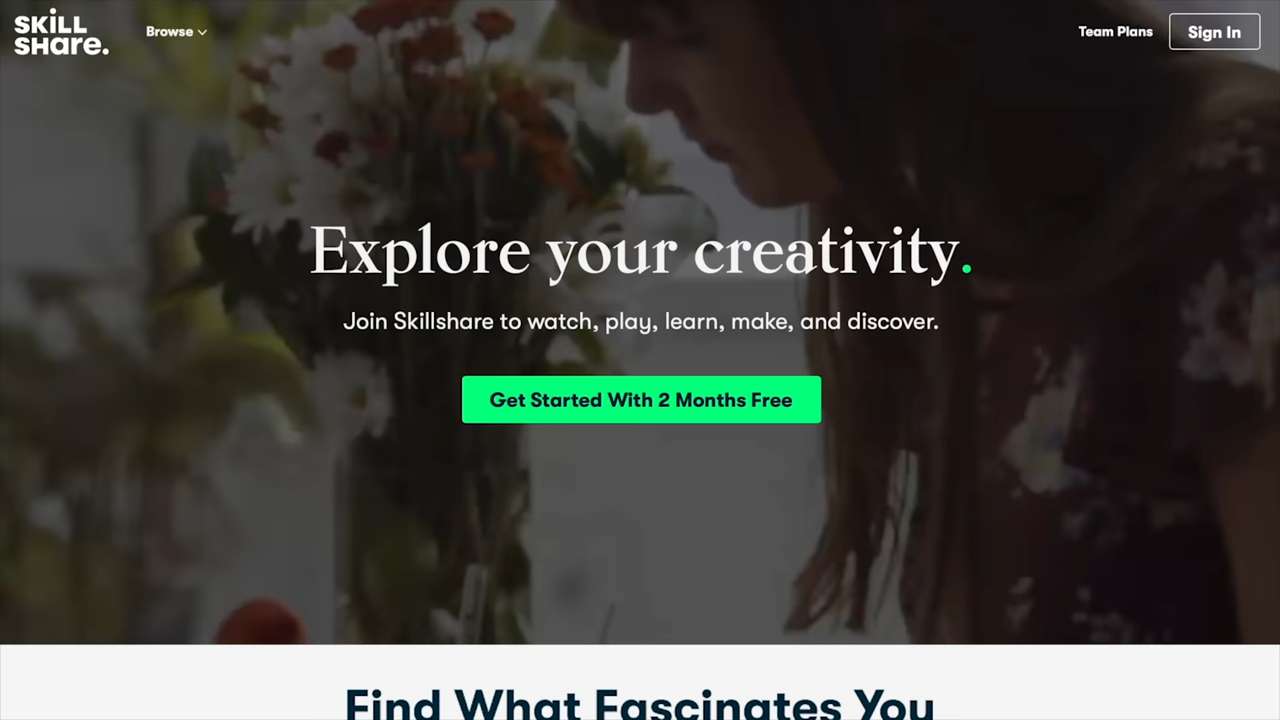 SKiLL
SHare.
Browse
Team Plans
Sign In
Explore your creativity.
Join Skillshare to watch, play, learn, make, and discover.
Get Started With 2 Months Free
Find What Fascinates You